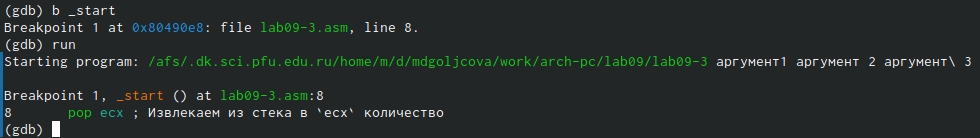 (gdb) b _start
Breakpoint 1 at 0x80490e8: file lab09-3.asm, line 8.
(gdb) run
Starting program: /afs/.dk.sci.pfu.edu.ru/home/m/d/mdgoljcova/work/arch-pc/lab09/lab09-3 аргумент1 аргумент 2 аргумент\ 3
Breakpoint 1, _start () at lab09-3.asm:8
8 pop ecx ; Извлекаем из стека в `ecx` количество
(gdb)